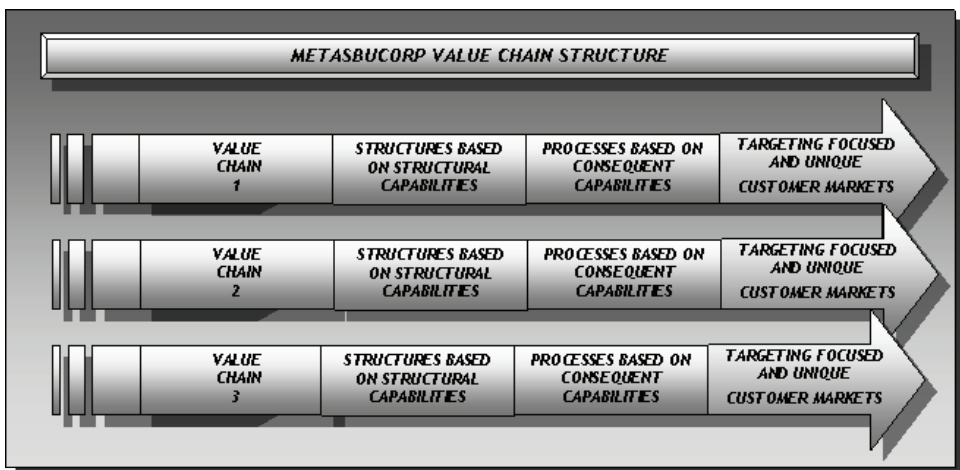 METASBUCORP VALUE CHAIN STRUCTURE
VALUE
CHAIN
1
STRUCTURES BASED
ON STRUCTURAL
CAPABILITIES
PROCESSES BASED ON
CONSEQUENT
CAPABILITIES
TARGETING FOCUSED
AND UNIQUE
CUSTOMER MARKETS
VALUE
CHAIN
2
STRUCTURES BASED
ON STRUCTURAL
CAPABILITIES
PROCESSES BASED ON
CONSEQUENT
CAPABILITIES
TARGETING FOCUSED
AND UNIQUE
CUSTOMER MARKETS
VALUE
CHAIN
3
STRUCTURES BASED
ON STRUCTURAL
CAPABILITIES
PROCESSES BASED ON
CONSEQUENT
CAPABILITIES
TARGETING FOCUSED
AND UNIQUE
CUSTOMER MARKETS